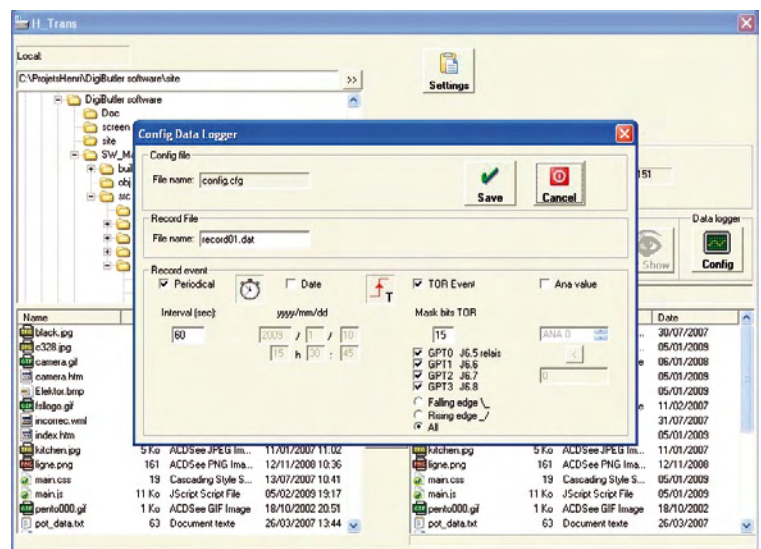 H_Trans
Local:
C:\ProjetsHenri\DigiButler software\site
>>
Settings
DigiButler software
Doc
screen
site
SW_M
bui
obj
src
Config Data Logger
Config file
File name: config.cfg
Save
Cancel
151
Record File
File name: record01.dat
Data logger
Show
Config
Record event
Periodical
Date
T
TOR Event
Ana value
Interval (sec):
yyyy/mm/dd
Mask bits TOR
60
2009 / 1 / 10
15
ANA 0
15 h 30 : 45
<
GPT0 J6.5 relais
GPT1 J6.6
GPT2 J6.7
GPT3 J6.8
0
Falling edge \_
Rising edge _/
All
Name
Date
black.jpg
30/07/2007
c328.jpg
05/01/2009
camera.gif
06/01/2008
camera.htm
05/01/2009
Elektor.bmp
05/01/2009
fslogo.gif
11/02/2007
incorrec.wml
31/07/2007
index.htm
05/01/2009
kitchen.jpg 5 Ko ACDSee JPEG Im... 11/01/2007 11:02
kitchen.jpg 5 Ko ACDSee JPEG Im... 11/01/2007
ligne.png 161 ACDSee PNG Ima... 12/11/2008 10:36
ligne.png 161 ACDSee PNG Ima... 12/11/2008
main.css 19 Cascading Style S... 13/07/2007 10:41
main.css 19 Cascading Style S... 05/01/2009
main.js 11 Ko JScript Script File 05/02/2009 19:17
main.js 11 Ko JScript Script File 05/01/2009
pento000.gif 1 Ko ACDSee GIF Image 18/10/2002 20:51
pento000.gif 1 Ko ACDSee GIF Image 18/10/2002
pot_data.txt 63 Document texte 26/03/2007 13:44
pot_data.txt 63 Document texte 26/03/2007